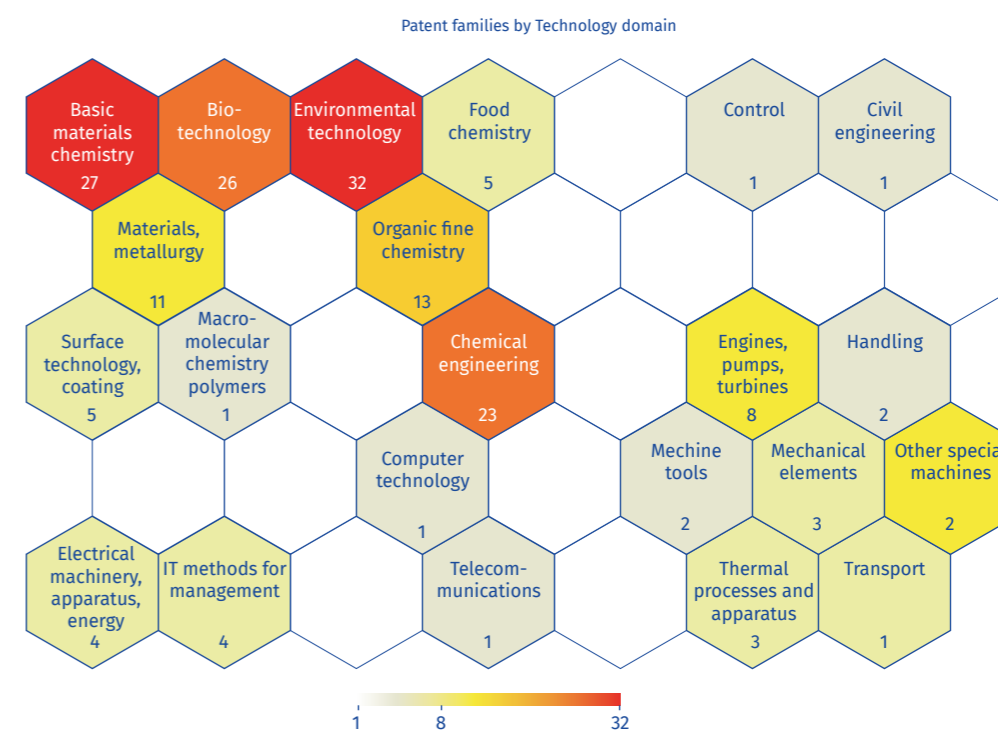 Patent families by Technology domain
Basic
materials
chemistry
27
Bio-
technology
26
Environmental
technology
32
Food
chemistry
5
Control
1
Civil
engineering
1
Materials,
metallurgy
11
Organic fine
chemistry
13
Surface
technology,
coating
5
Macro-
molecular
chemistry
polymers
1
Chemical
engineering
23
Engines,
pumps,
turbines
8
Handling
2
Computer
technology
1
Mechine
tools
2
Mechanical
elements
3
Other specia
machines
2
Electrical
machinery,
apparatus,
energy
4
IT methods for
management
4
Telecom-
munications
1
Thermal
processes and
apparatus
3
Transport
1
1 8 32